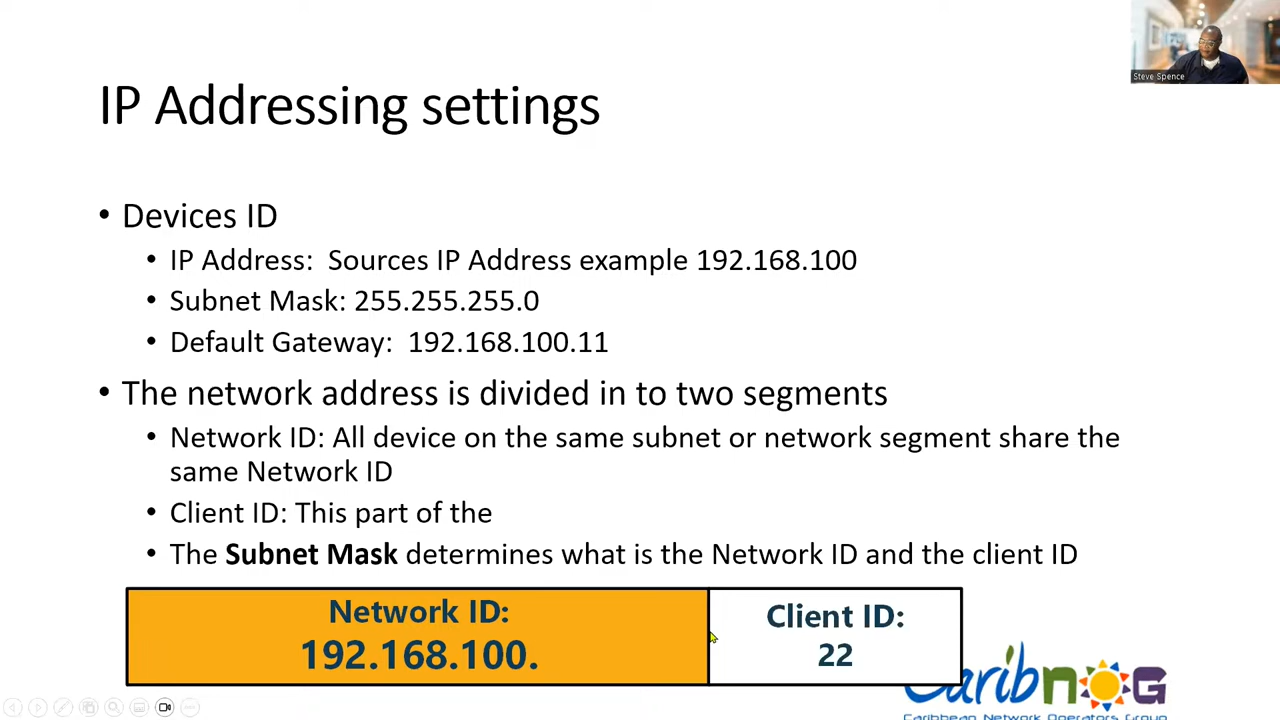 Steve Spence
IP Addressing settings
• Devices ID
• IP Address: Sources IP Address example 192.168.100
• Subnet Mask: 255.255.255.0
• Default Gateway: 192.168.100.11
• The network address is divided in to two segments
• Network ID: All device on the same subnet or network segment share the
same Network ID
• Client ID: This part of the
• The Subnet Mask determines what is the Network ID and the client ID
Network ID:
192.168.100.
Client ID:
22
CaribNOG
Caribbean Network Operators Group